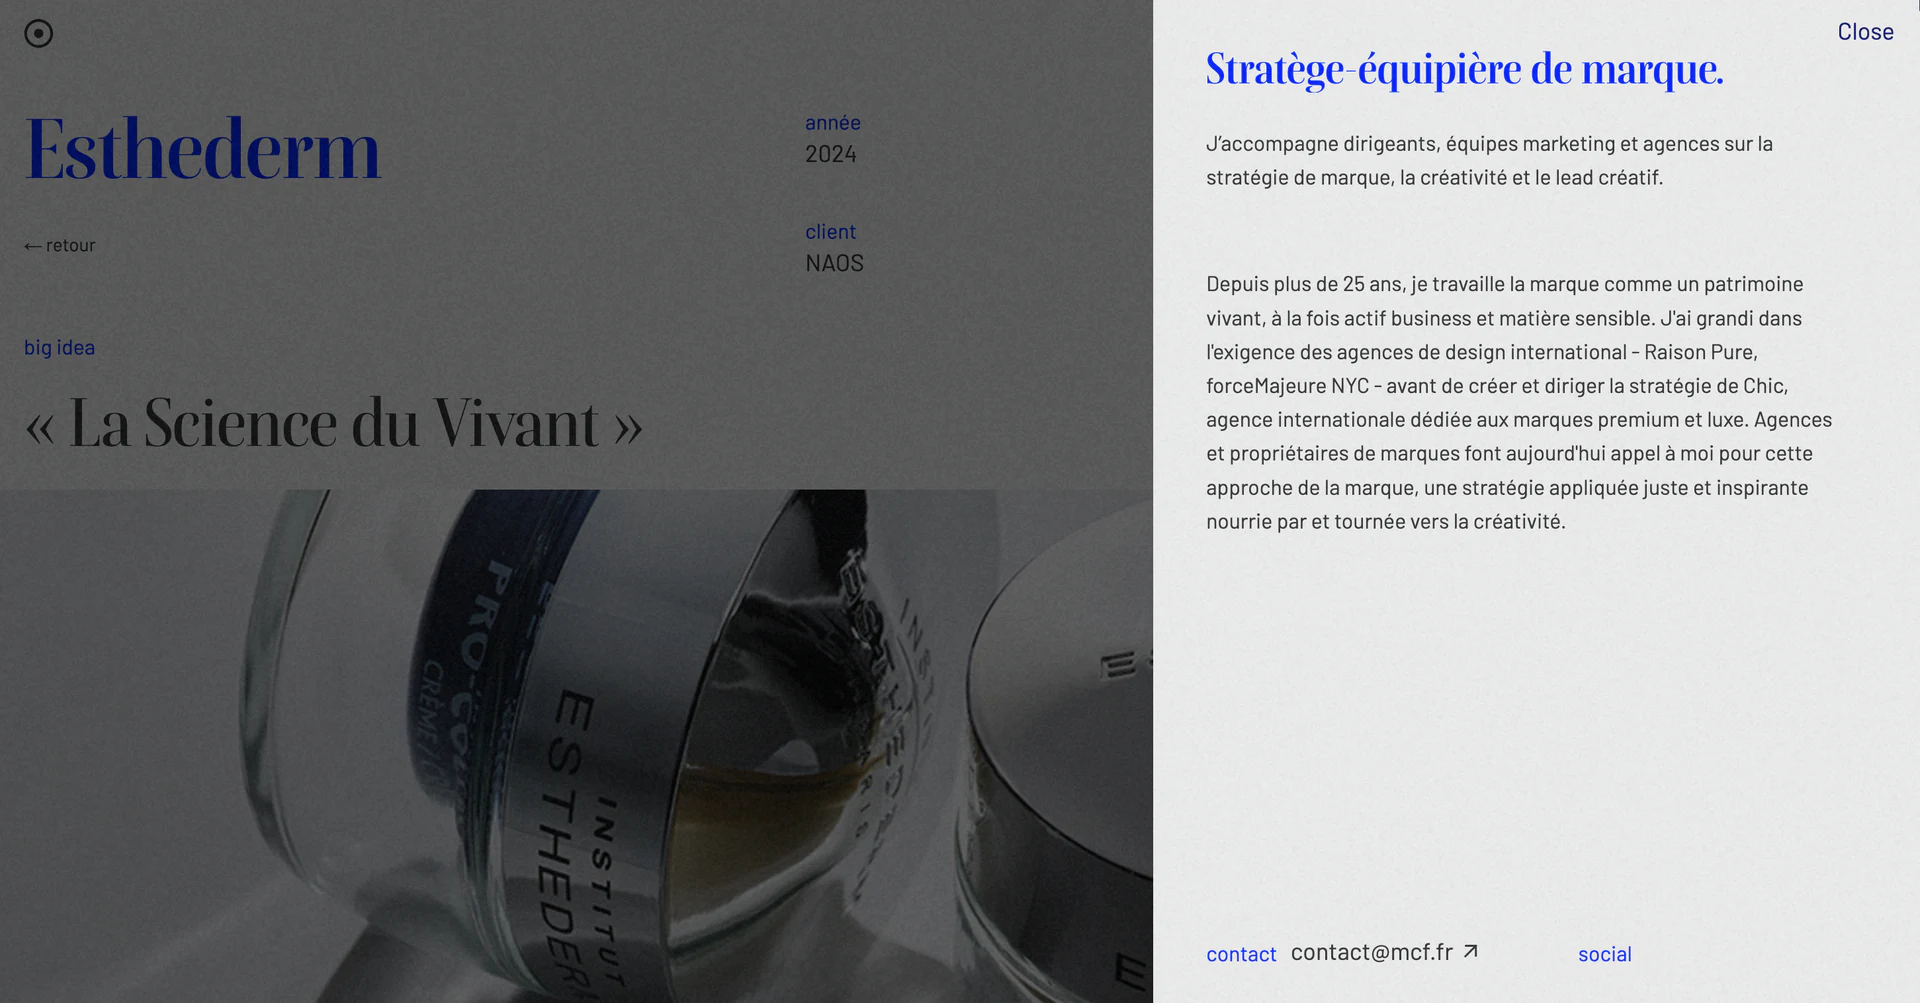 Esthederm
← retour
année
2024
client
NAOS
big idea
« La Science du Vivant »
PRO-CO
CRÈME /
INSTITUT
ESTHEDER
INSTIT
ESTHEDERM
PARIS
E
E
Close
Stratège-équipière de marque.
J’accompagne dirigeants, équipes marketing et agences sur la
stratégie de marque, la créativité et le lead créatif.
Depuis plus de 25 ans, je travaille la marque comme un patrimoine
vivant, à la fois actif business et matière sensible. J'ai grandi dans
l'exigence des agences de design international - Raison Pure,
forceMajeure NYC - avant de créer et diriger la stratégie de Chic,
agence internationale dédiée aux marques premium et luxe. Agences
et propriétaires de marques font aujourd'hui appel à moi pour cette
approche de la marque, une stratégie appliquée juste et inspirante
nourrie par et tournée vers la créativité.
contact contact@mcf.fr ↗
social